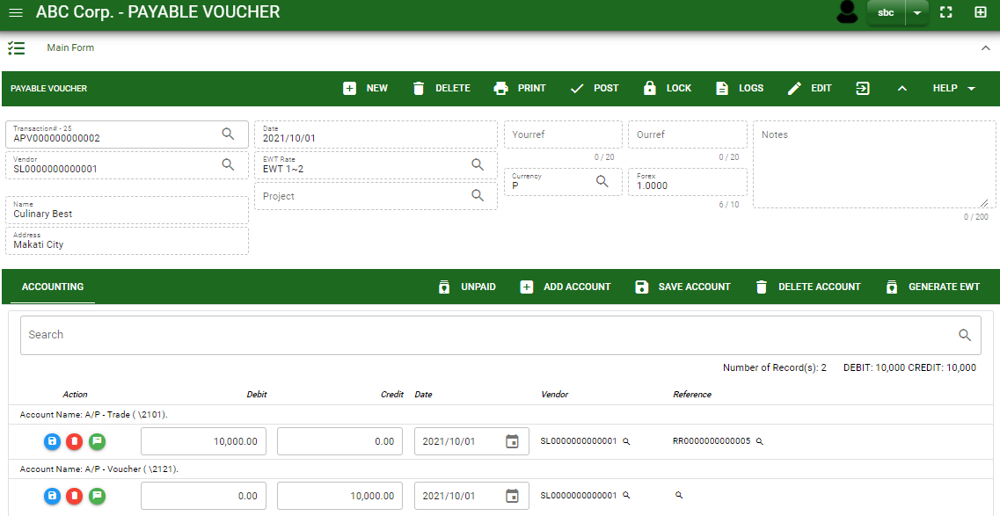 ABC Corp. - PAYABLE VOUCHER
sbc
Main Form
PAYABLE VOUCHER NEW DELETE PRINT POST LOCK LOGS EDIT HELP
Transaction# - 25
APV000000000002
Date
2021/10/01
Yourref
0 / 20
Ourref
0 / 20
Notes
0 / 200
Vendor
SL0000000000001
EWT Rate
EWT 1~2
Currency
P
Forex
1.0000
6 / 10
Project
Name
Culinary Best
Address
Makati City
ACCOUNTING UNPAID ADD ACCOUNT SAVE ACCOUNT DELETE ACCOUNT GENERATE EWT
Search
Number of Record(s): 2 DEBIT: 10,000 CREDIT: 10,000
Action Debit Credit Date Vendor Reference
Account Name: A/P - Trade ( \2101).
10,000.00 0.00 2021/10/01 SL0000000000001 RR0000000000005
Account Name: A/P - Voucher ( \2121).
0.00 10,000.00 2021/10/01 SL0000000000001